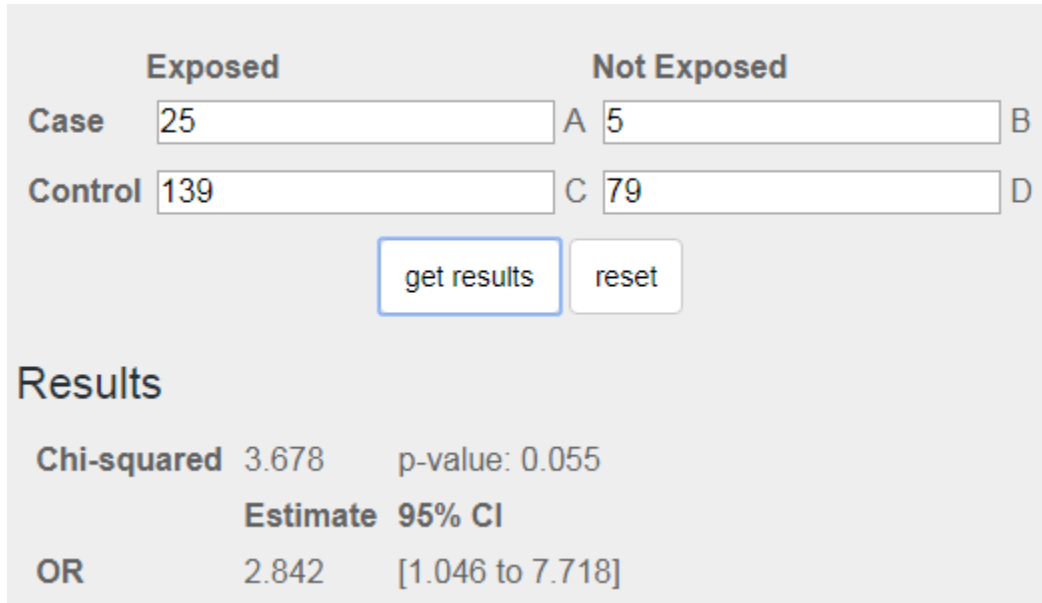 Exposed Not Exposed
Case 25 A 5 B
Control 139 C 79 D
get results reset
Results
Chi-squared 3.678 p-value: 0.055
Estimate 95% CI
OR 2.842 [1.046 to 7.718]